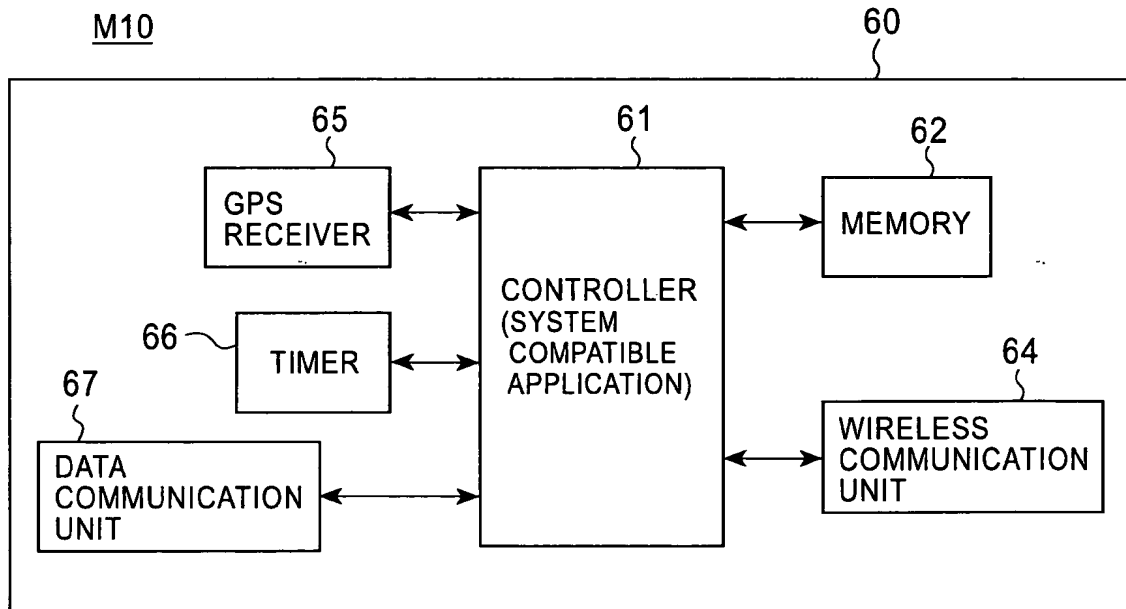 M10
60
65
61
62
GPS
RECEIVER
MEMORY
CONTROLLER
(SYSTEM
COMPATIBLE
APPLICATION)
66
TIMER
64
67
WIRELESS
COMMUNICATION
UNIT
DATA
COMMUNICATION
UNIT